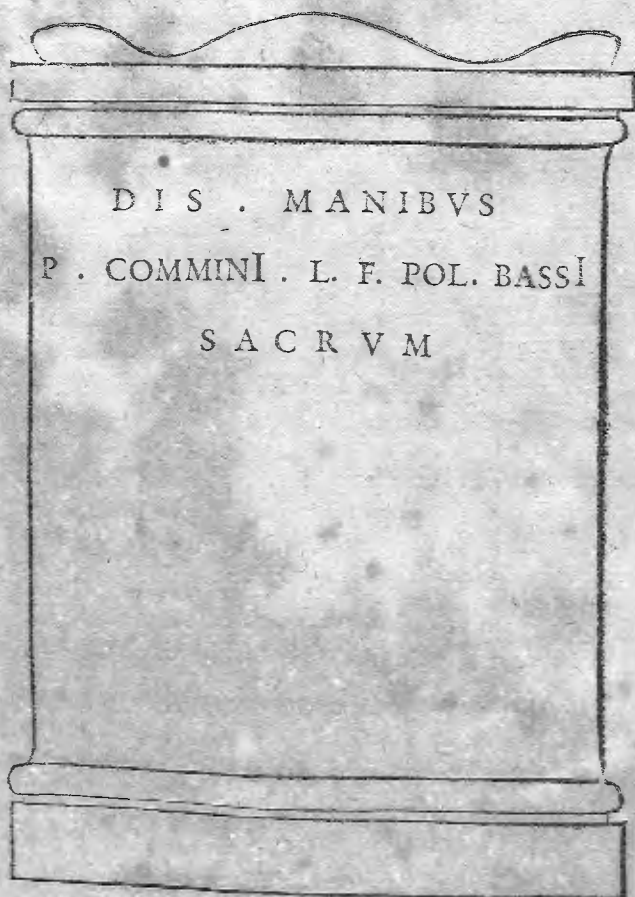 DIS . MANIBVS
P . COMMINI . L. F. POL. BASSI
SACRVM